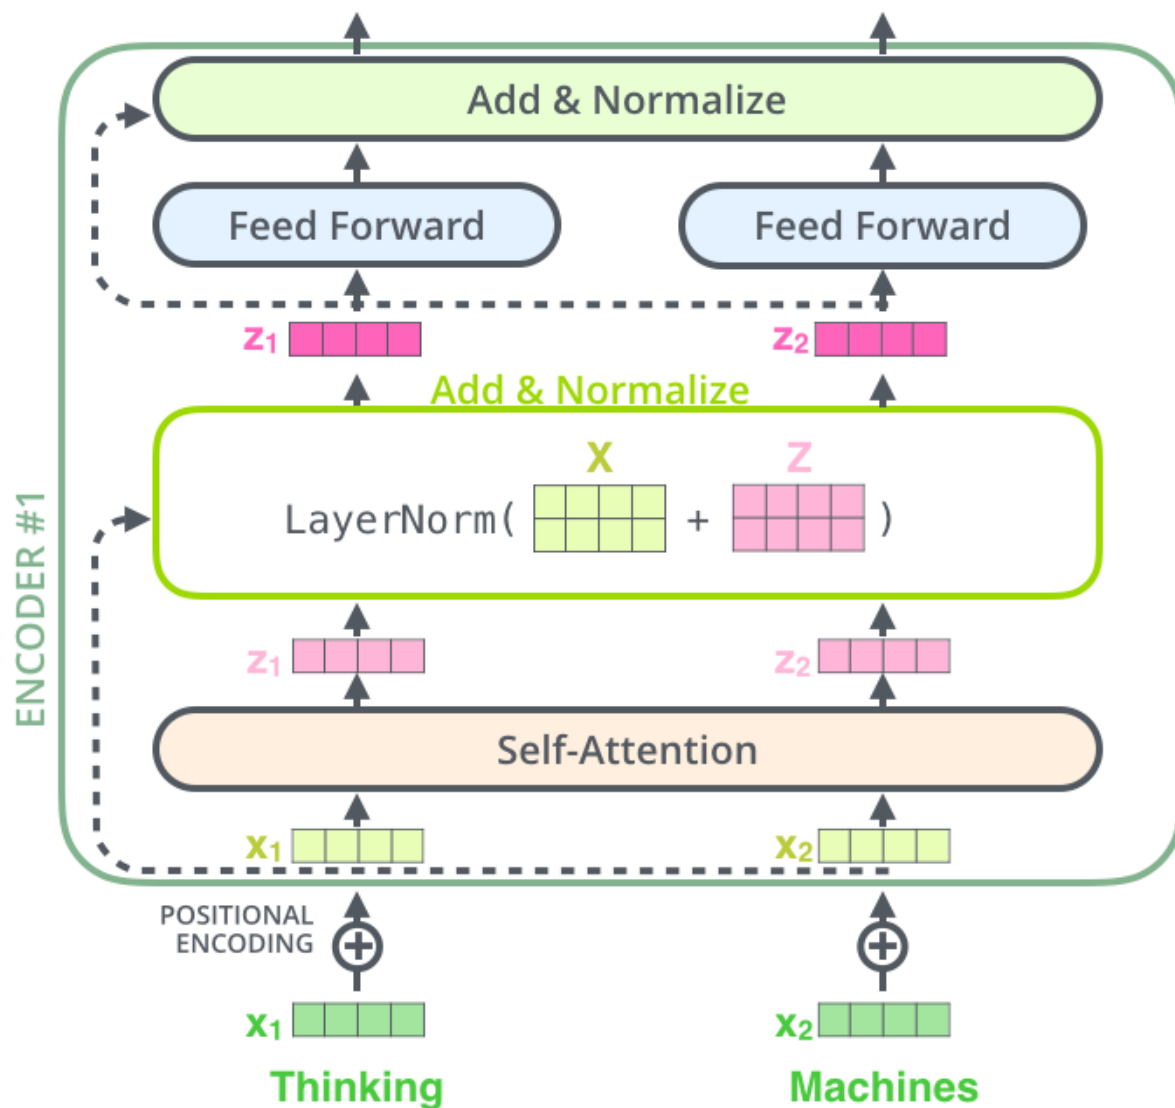 Add & Normalize
Feed Forward Feed Forward
z1 z2
Add & Normalize
X Z
LayerNorm( + )
ENCODER #1
z1 z2
Self-Attention
x1 x2
POSITIONAL
ENCODING
x1 x2
Thinking Machines